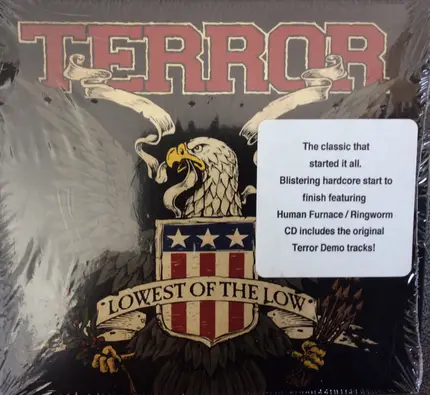 TERROR
The classic that
started it all.
Blistering hardcore start to
finish featuring
Human Furnace / Ringworm
CD includes the original
Terror Demo tracks!
LOWEST OF THE LOW